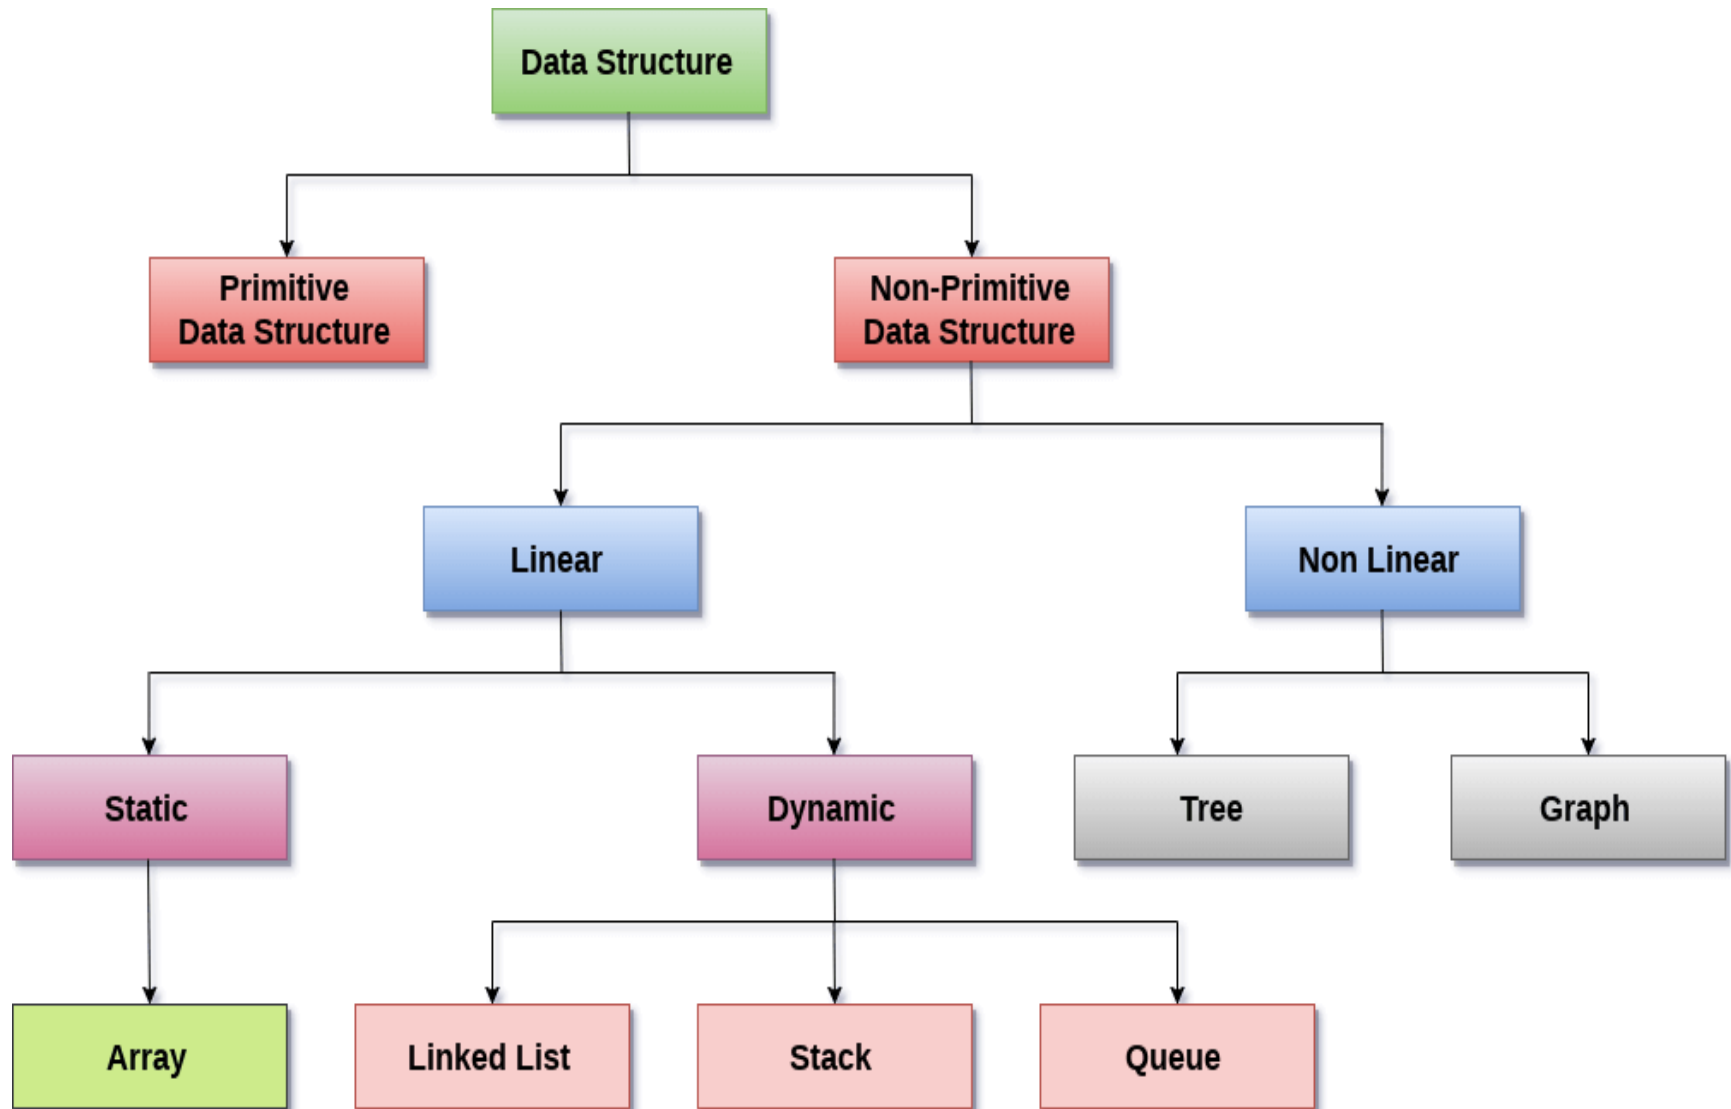 Data Structure
Primitive
Data Structure
Non-Primitive
Data Structure
Linear
Non Linear
Static
Dynamic
Tree
Graph
Array
Linked List
Stack
Queue